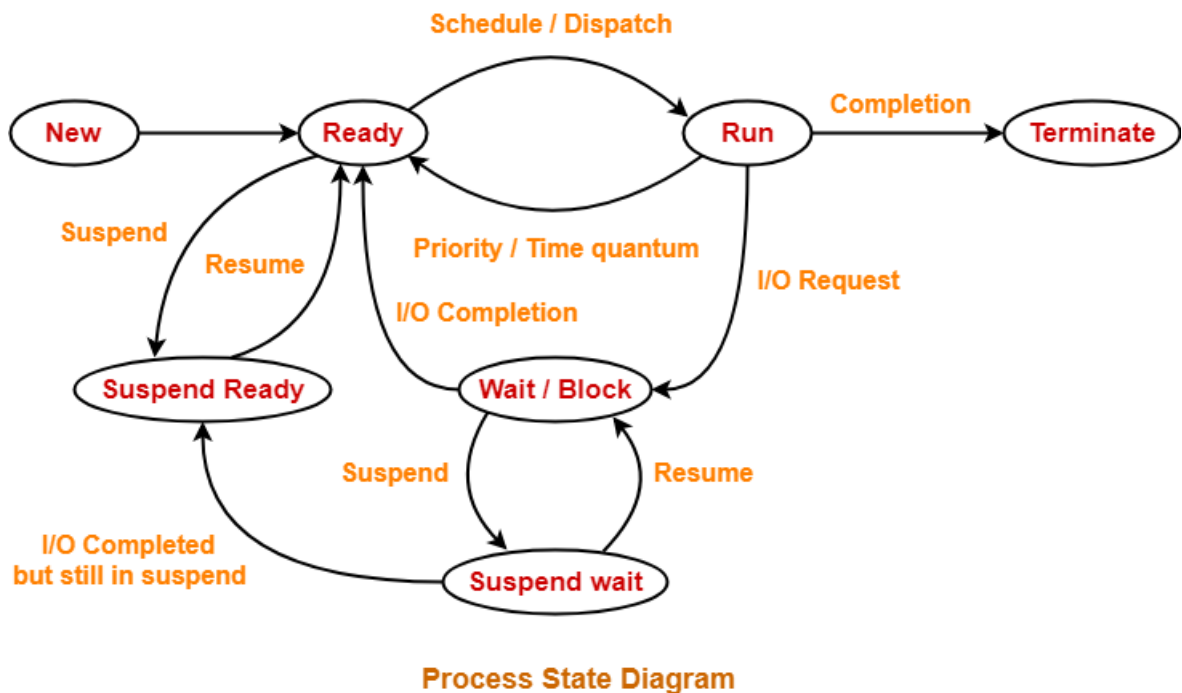 Schedule / Dispatch
Completion
New
Ready
Run
Terminate
Suspend
Resume
Priority / Time quantum
I/O Request
I/O Completion
Suspend Ready
Wait / Block
Suspend
Resume
I/O Completed
but still in suspend
Suspend wait
Process State Diagram